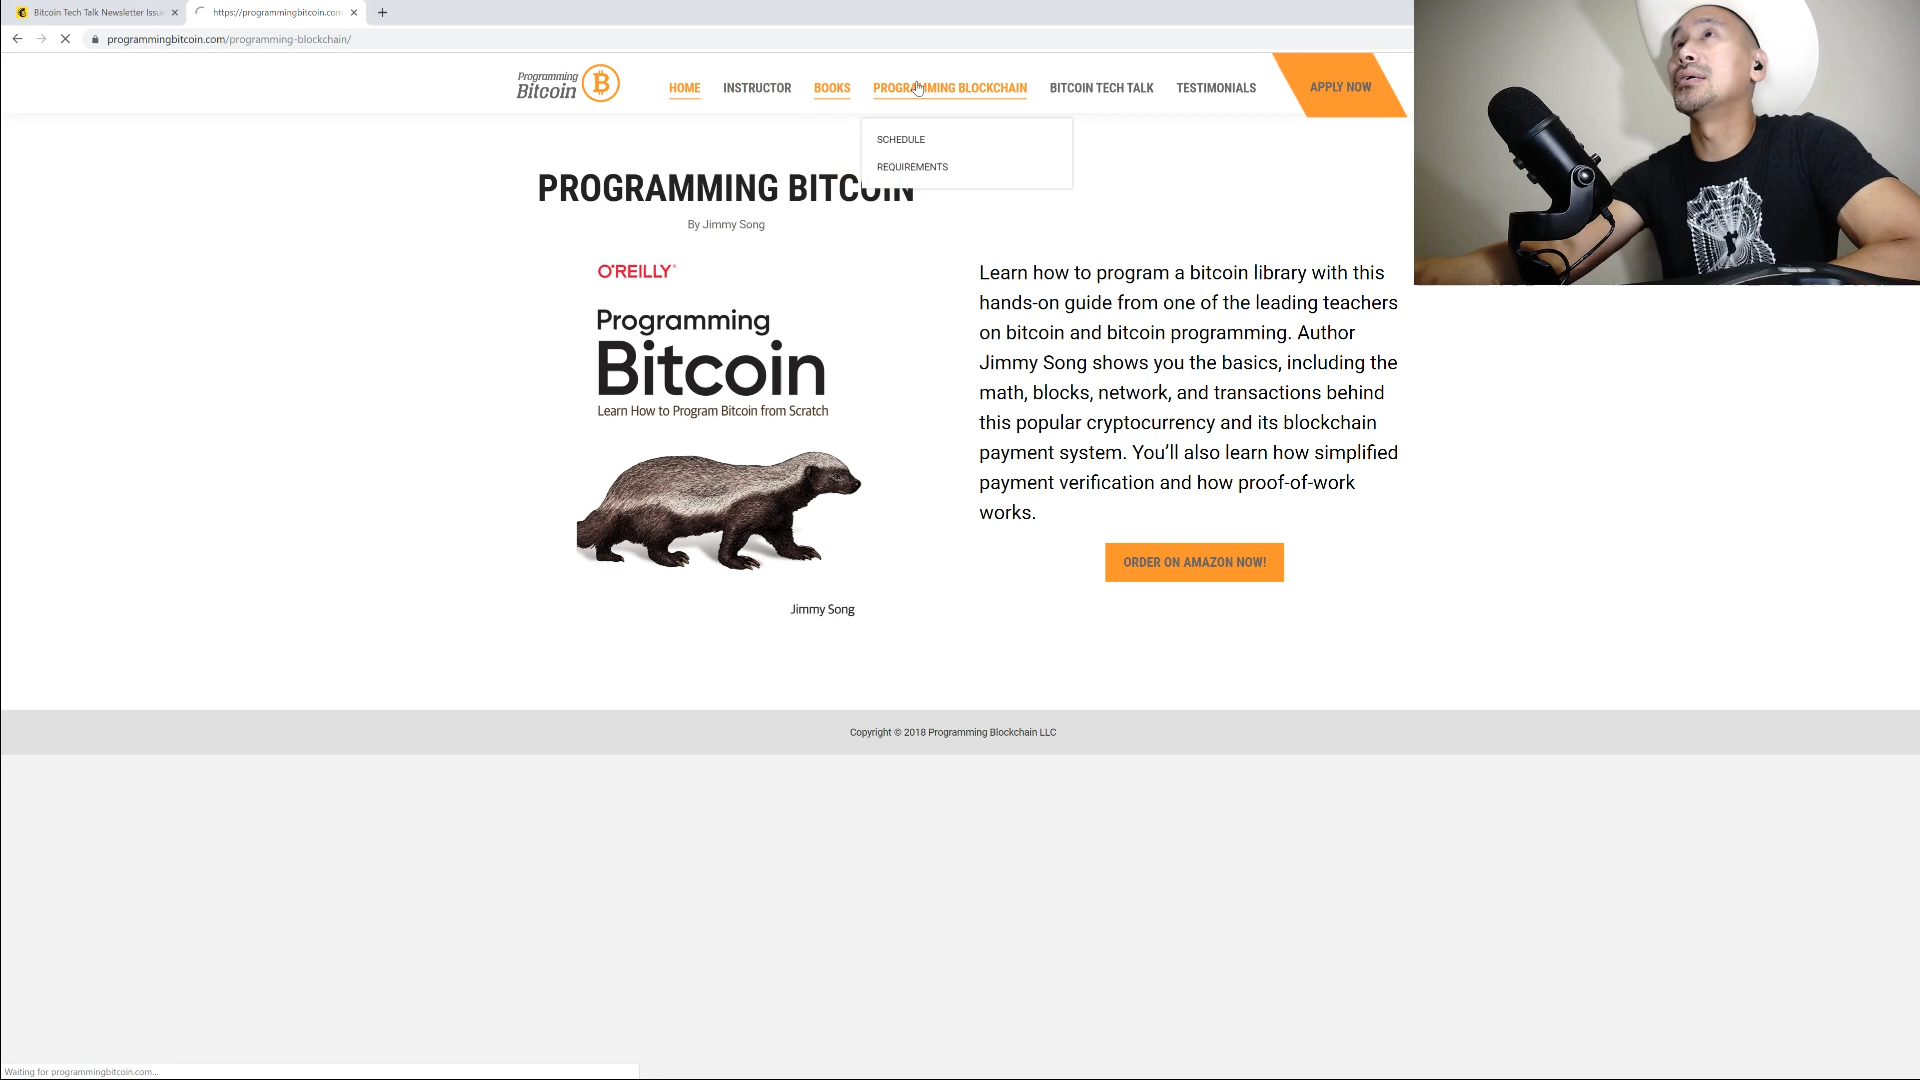 Bitcoin Tech Talk Newsletter Issu
https://programmingbitcoin.com
programmingbitcoin.com/programming-blockchain/
Programming
Bitcoin
HOME
INSTRUCTOR
BOOKS
PROGRAMMING BLOCKCHAIN
BITCOIN TECH TALK
TESTIMONIALS
APPLY NOW
SCHEDULE
REQUIREMENTS
PROGRAMMING BITCOIN
By Jimmy Song
O'REILLY®
Programming
Bitcoin
Learn How to Program Bitcoin from Scratch
Jimmy Song
Learn how to program a bitcoin library with this
hands-on guide from one of the leading teachers
on bitcoin and bitcoin programming. Author
Jimmy Song shows you the basics, including the
math, blocks, network, and transactions behind
this popular cryptocurrency and its blockchain
payment system. You’ll also learn how simplified
payment verification and how proof-of-work
works.
ORDER ON AMAZON NOW!
Copyright © 2018 Programming Blockchain LLC
Waiting for programmingbitcoin.com...